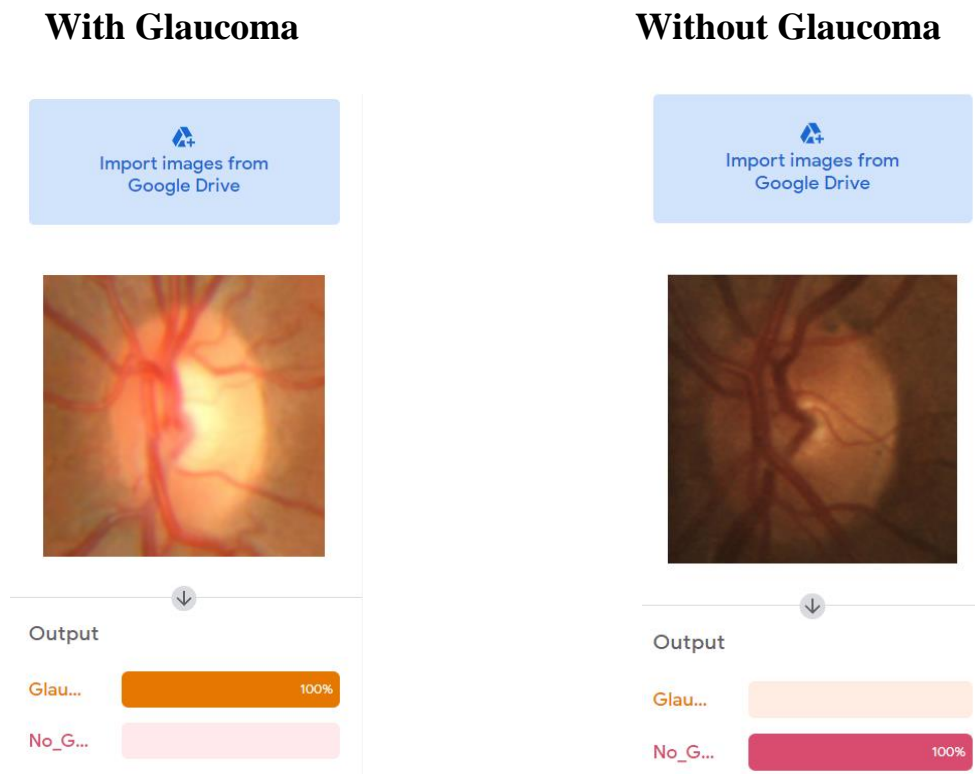 With Glaucoma
Import images from
Google Drive
Output
Glau...
100%
No_G...
Without Glaucoma
Import images from
Google Drive
Output
Glau...
No_G...
100%